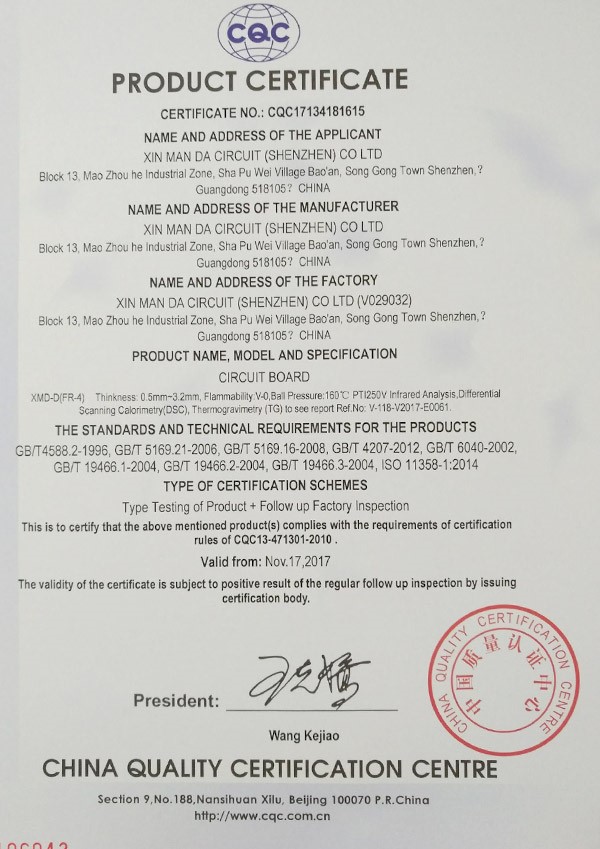 CQC
PRODUCT CERTIFICATE
CERTIFICATE NO.: CQC17134181615
NAME AND ADDRESS OF THE APPLICANT
XIN MAN DA CIRCUIT (SHENZHEN) CO LTD
Block 13, Mao Zhou he Industrial Zone, Sha Pu Wei Village Bao'an, Song Gong Town Shenzhen,?
Guangdong 518105? CHINA
NAME AND ADDRESS OF THE MANUFACTURER
XIN MAN DA CIRCUIT (SHENZHEN) CO LTD
Block 13, Mao Zhou he Industrial Zone, Sha Pu Wei Village Bao'an, Song Gong Town Shenzhen,?
Guangdong 518105? CHINA
NAME AND ADDRESS OF THE FACTORY
XIN MAN DA CIRCUIT (SHENZHEN) CO LTD (V029032)
Block 13, Mao Zhou he Industrial Zone, Sha Pu Wei Village Bao'an, Song Gong Town Shenzhen,?
Guangdong 518105? CHINA
PRODUCT NAME, MODEL AND SPECIFICATION
CIRCUIT BOARD
XMD-D(FR-4) Thinkness: 0.5mm~3.2mm, Flammability:V-0,Ball Pressure:160℃ PTI250V Infrared Analysis,Differential
Scanning Calorimetry(DSC), Thermogravimetry (TG) to see report Ref.No: V-118-V2017-E0061.
THE STANDARDS AND TECHNICAL REQUIREMENTS FOR THE PRODUCTS
GB/T4588.2-1996, GB/T 5169.21-2006, GB/T 5169.16-2008, GB/T 4207-2012, GB/T 6040-2002,
GB/T 19466.1-2004, GB/T 19466.2-2004, GB/T 19466.3-2004, ISO 11358-1:2014
TYPE OF CERTIFICATION SCHEMES
Type Testing of Product + Follow up Factory Inspection
This is to certify that the above mentioned product(s) complies with the requirements of certification
rules of CQC13-471301-2010 .
Valid from: Nov.17,2017
The validity of the certificate is subject to positive result of the regular follow up inspection by issuing
certification body.
CHINA QUALITY CERTIFICATION CENTRE
中国质量认证中心
President:
Wang Kejiao
CHINA QUALITY CERTIFICATION CENTRE
Section 9,No.188,Nansihuan Xilu, Beijing 100070 P.R.China
http://www.cqc.com.cn